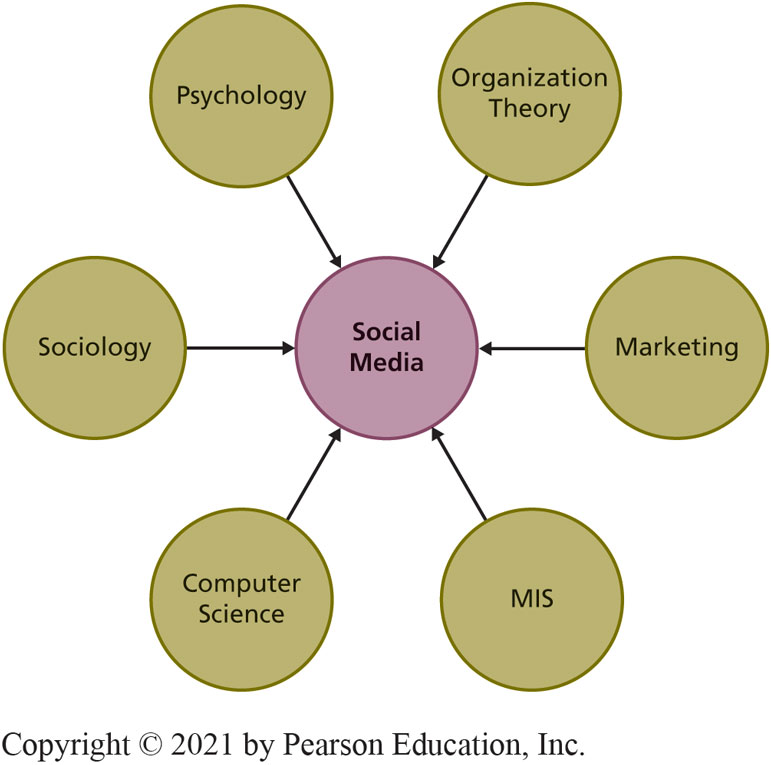 Psychology
Organization
Theory
Sociology
Social
Media
Marketing
Computer
Science
MIS
Copyright © 2021 by Pearson Education, Inc.